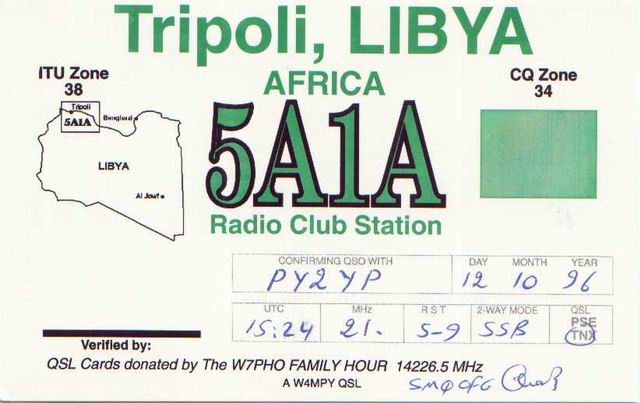 Tripoli, LIBYA
ITU Zone
38
AFRICA
CQ Zone
34
Tripoli
5A1A
Benghazi
LIBYA
Al Jowf
5A1A
Radio Club Station
CONFIRMING QSO WITH DAY MONTH YEAR
PY2YP 12 10 96
UTC MHz RST 2-WAY MODE QSL
15:24 21. 5-9 SSB PSE
TNX
Verified by:
QSL Cards donated by The W7PHO FAMILY HOUR 14226.5 MHz
A W4MPY QSL
SM0CFG